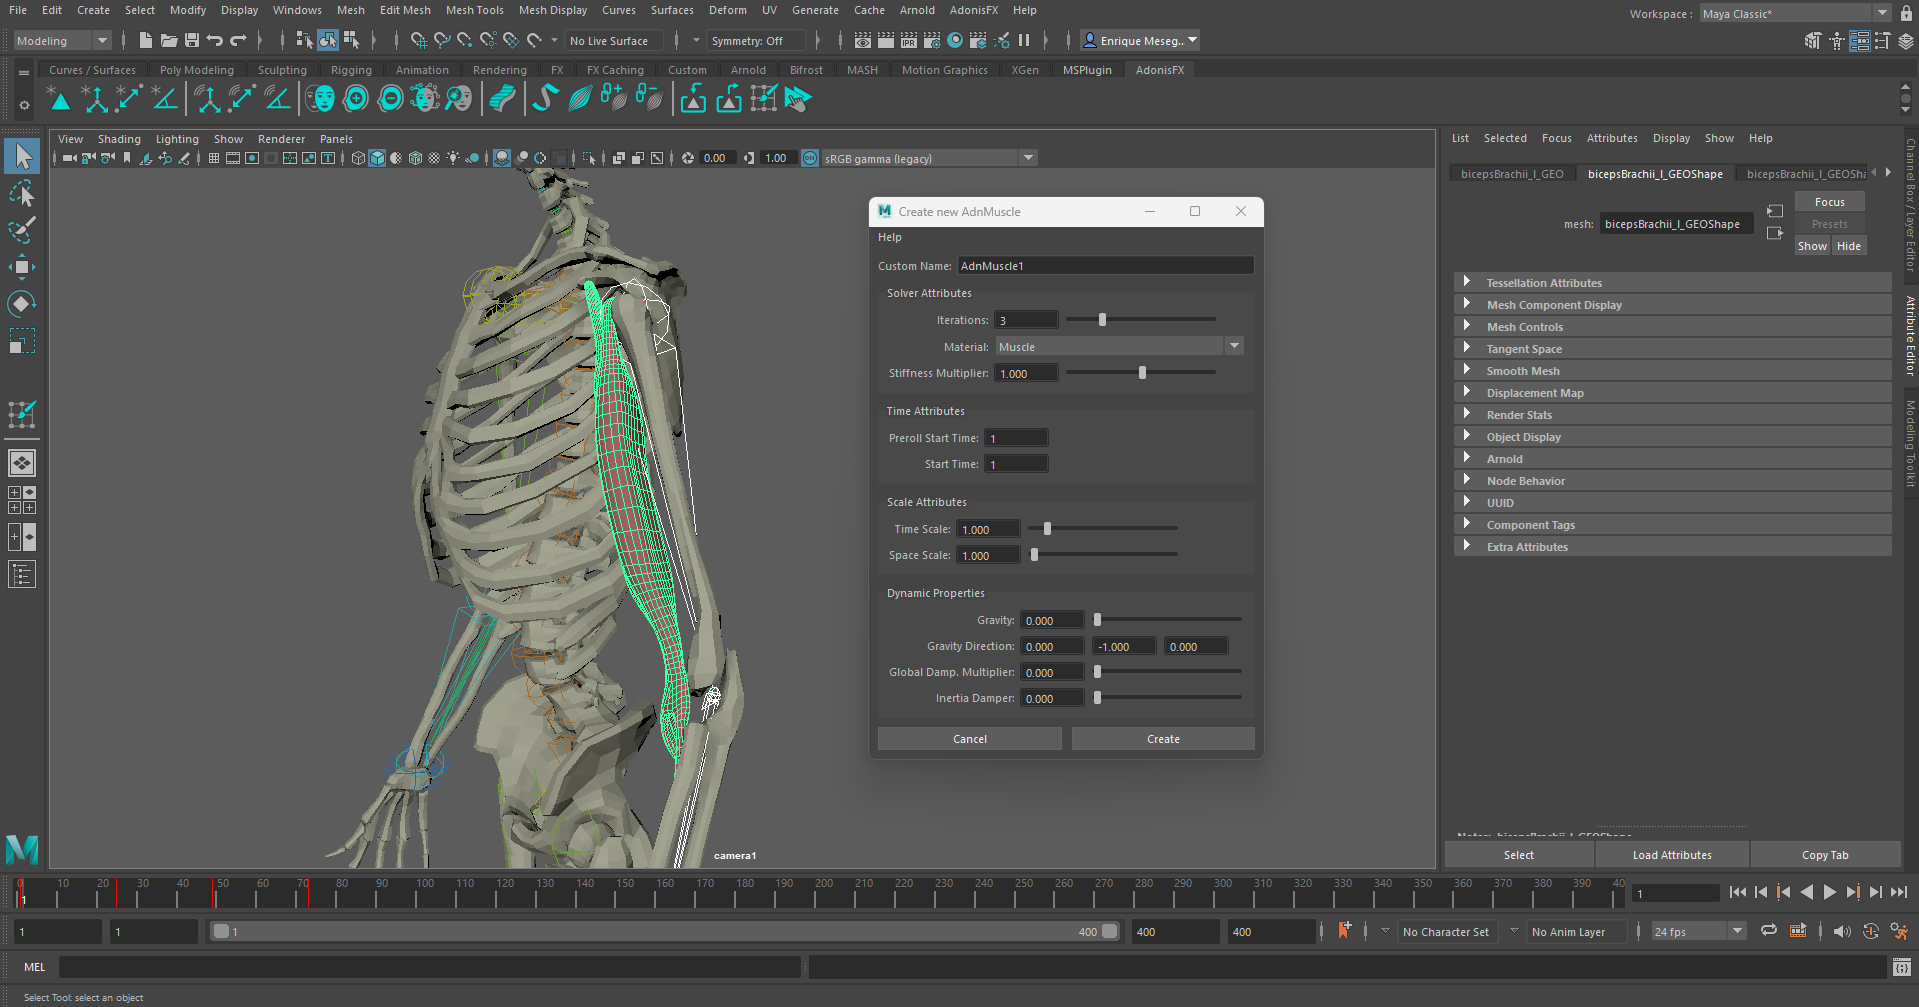 File Edit Create Select Modify Display Windows Mesh Edit Mesh Mesh Tools Mesh Display Curves Surfaces Deform UV Generate Cache Arnold AdonisFX Help
Workspace : Maya Classic*
Modeling No Live Surface Symmetry: Off IPR Enrique Meseg...
Curves / Surfaces Poly Modeling Sculpting Rigging Animation Rendering FX FX Caching Custom Arnold Bifrost MASH Motion Graphics XGen MSPlugin AdonisFX
View Shading Lighting Show Renderer Panels
0.00 1.00 ON sRGB gamma (legacy)
List Selected Focus Attributes Display Show Help
bicepsBrachii_l_GEO bicepsBrachii_l_GEOShape bicepsBrachii_l_GEOSha
mesh: bicepsBrachii_l_GEOShape
Focus
Presets
Show Hide
Tessellation Attributes
Mesh Component Display
Mesh Controls
Tangent Space
Smooth Mesh
Displacement Map
Render Stats
Object Display
Arnold
Node Behavior
UUID
Component Tags
Extra Attributes
Select Load Attributes Copy Tab
Channel Box / Layer Editor
Attribute Editor
Modeling Toolkit
Create new AdnMuscle
Help
Custom Name: AdnMuscle1
Solver Attributes
Iterations: 3
Material: Muscle
Stiffness Multiplier: 1.000
Time Attributes
Preroll Start Time: 1
Start Time: 1
Scale Attributes
Time Scale: 1.000
Space Scale: 1.000
Dynamic Properties
Gravity: 0.000
Gravity Direction: 0.000 -1.000 0.000
Global Damp. Multiplier: 0.000
Inertia Damper: 0.000
Cancel Create
camera1
0 10 20 30 40 50 60 70 80 90 100 110 120 130 140 150 160 170 180 190 200 210 220 230 240 250 260 270 280 290 300 310 320 330 340 350 360 370 380 390 40
1
1
1 1 1 400 400 400 No Character Set No Anim Layer 24 fps
MEL
Select Tool: select an object